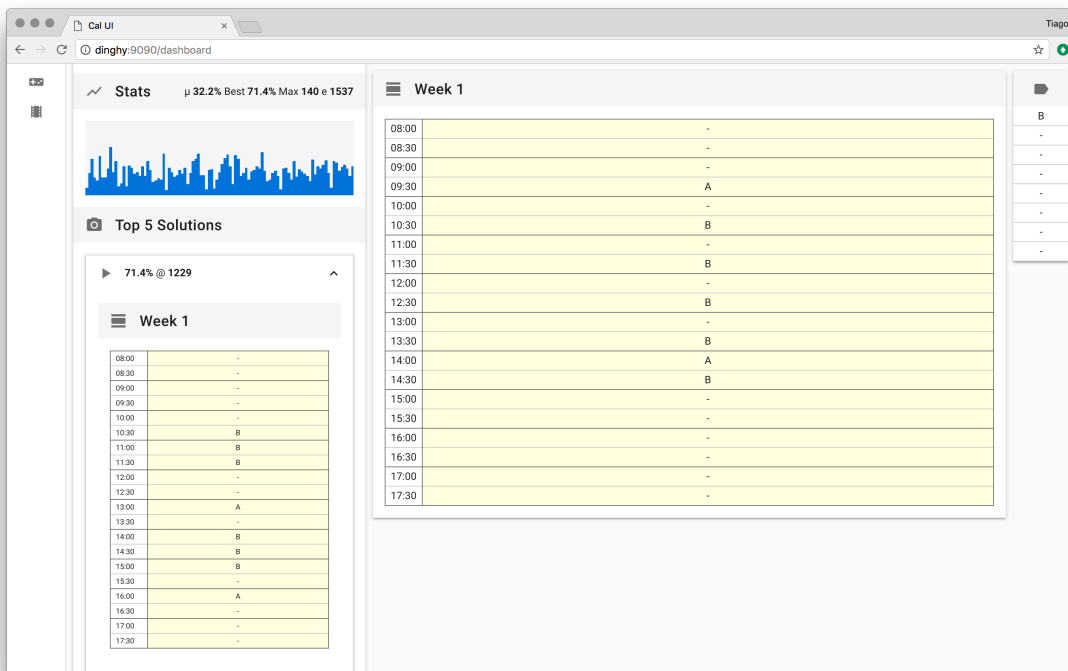 Cal UI
Tiago
dinghy:9090/dashboard
Stats μ 32.2% Best 71.4% Max 140 e 1537
Top 5 Solutions
71.4% @ 1229
Week 1
08:00 -
08:30 -
09:00 -
09:30 -
10:00 -
10:30 B
11:00 B
11:30 B
12:00 -
12:30 -
13:00 A
13:30 -
14:00 B
14:30 B
15:00 B
15:30 -
16:00 A
16:30 -
17:00 -
17:30 -
Week 1
08:00 -
08:30 -
09:00 -
09:30 A
10:00 -
10:30 B
11:00 -
11:30 B
12:00 -
12:30 B
13:00 -
13:30 B
14:00 A
14:30 B
15:00 -
15:30 -
16:00 -
16:30 -
17:00 -
17:30 -
B
-
-
-
-
-
-
-